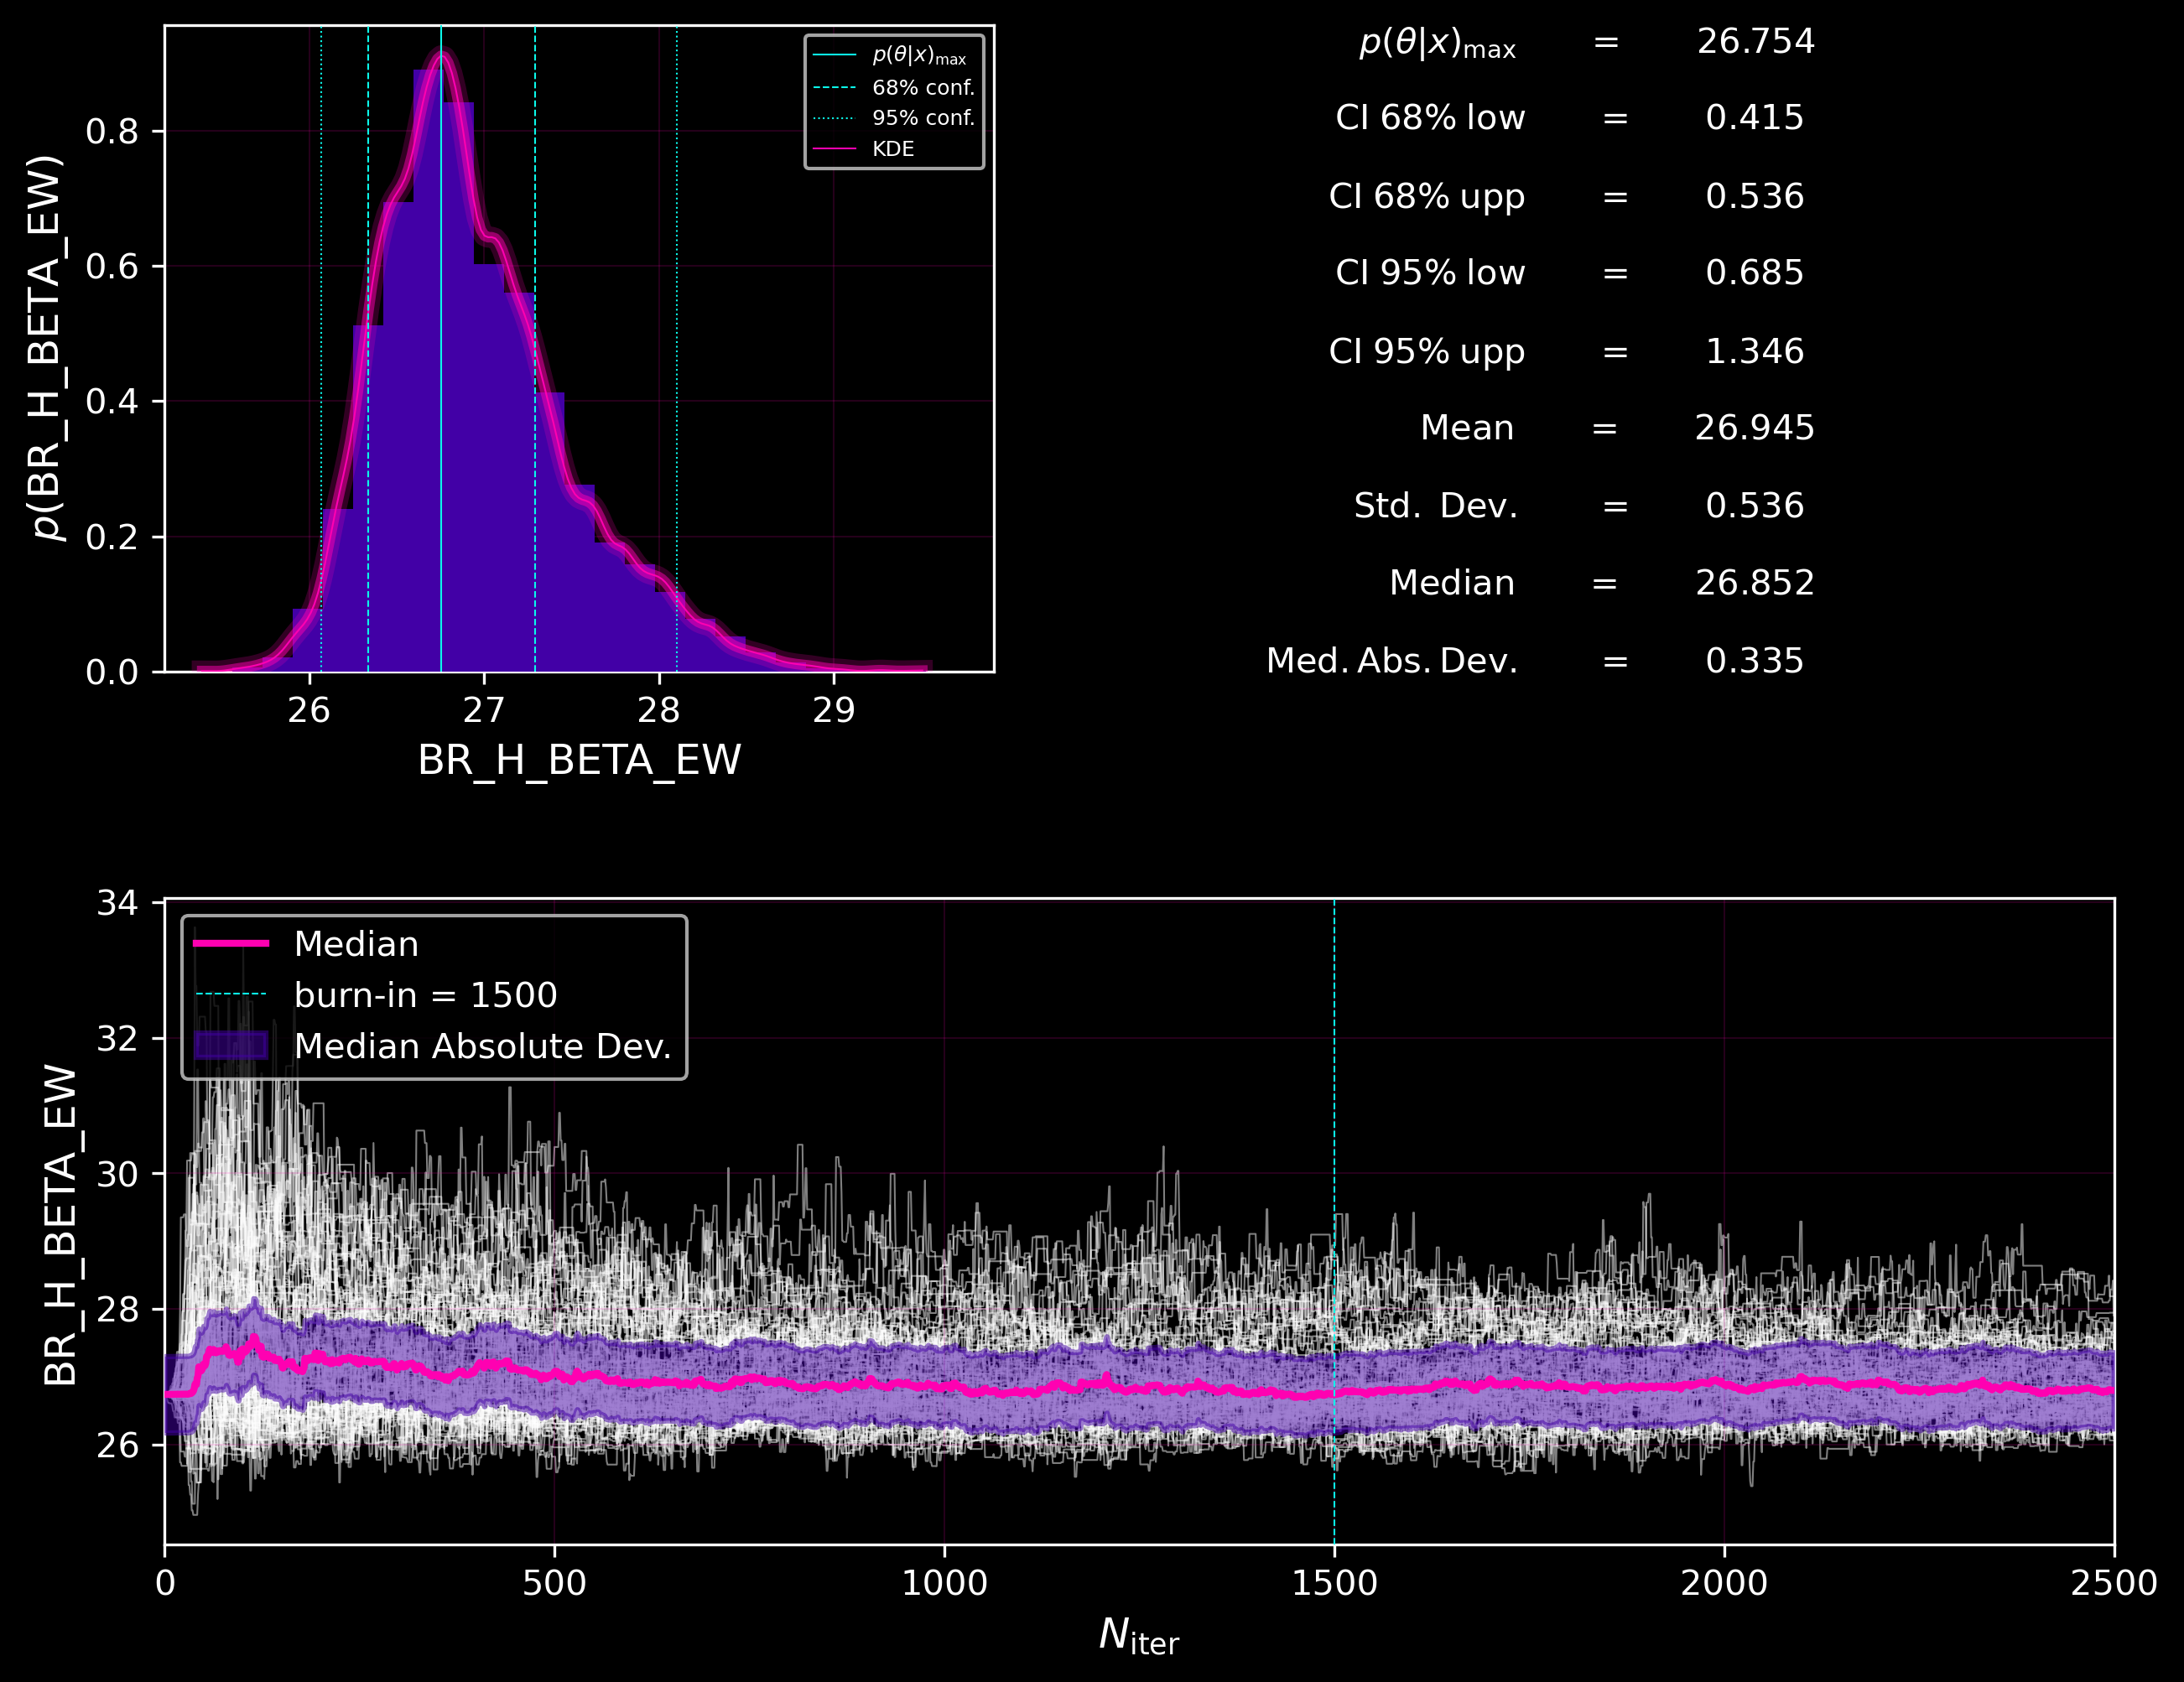 p(BR_H_BETA_EW)
0.8
0.6
0.4
0.2
0.0
26 27 28 29
BR_H_BETA_EW
p(θ|x)max
68% conf.
95% conf.
KDE
p(θ|x)max = 26.754
CI 68% low = 0.415
CI 68% upp = 0.536
CI 95% low = 0.685
CI 95% upp = 1.346
Mean = 26.945
Std. Dev. = 0.536
Median = 26.852
Med. Abs. Dev. = 0.335
BR_H_BETA_EW
34
32
30
28
26
Median
burn-in = 1500
Median Absolute Dev.
0 500 1000 1500 2000 2500
Niter